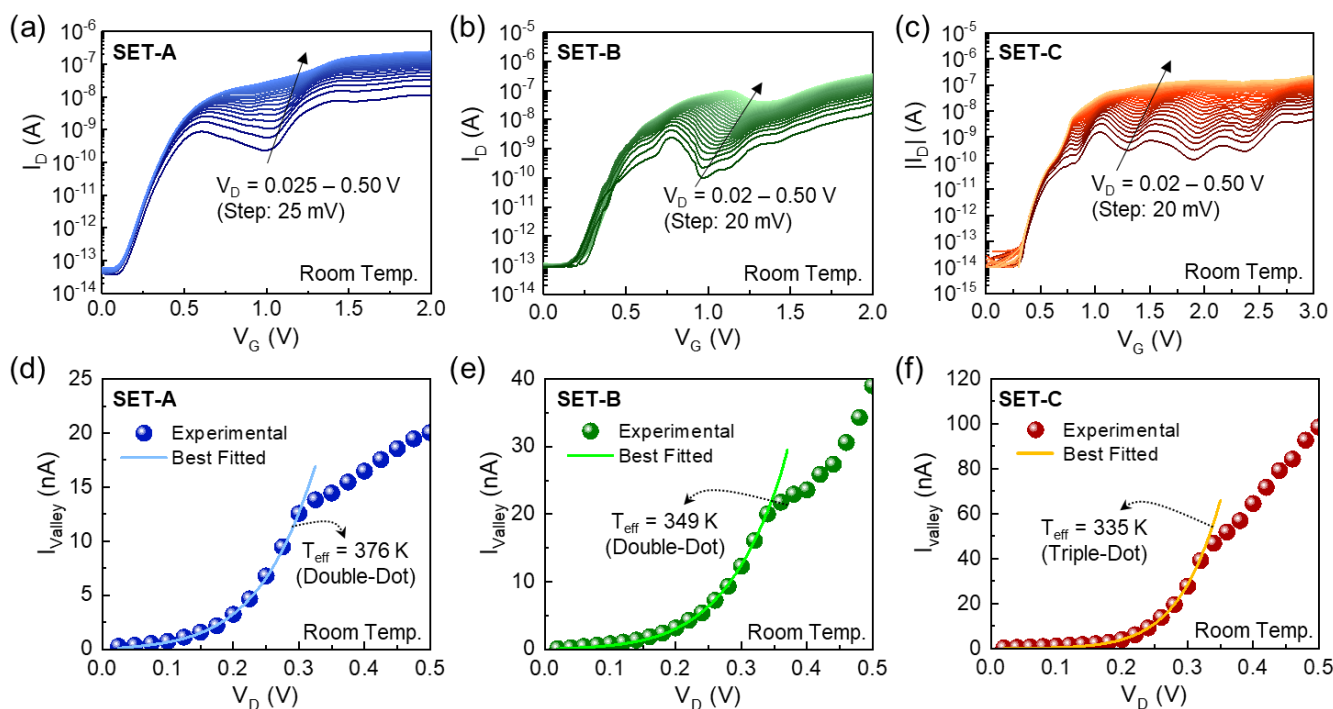 (a)
SET-A
10⁻⁶
10⁻⁷
10⁻⁸
10⁻⁹
10⁻¹⁰
10⁻¹¹
10⁻¹²
10⁻¹³
10⁻¹⁴
I_D (A)
V_D = 0.025 – 0.50 V
(Step: 25 mV)
Room Temp.
0.0 0.5 1.0 1.5 2.0
V_G (V)
(b)
SET-B
10⁻⁵
10⁻⁶
10⁻⁷
10⁻⁸
10⁻⁹
10⁻¹⁰
10⁻¹¹
10⁻¹²
10⁻¹³
10⁻¹⁴
I_D (A)
V_D = 0.02 – 0.50 V
(Step: 20 mV)
Room Temp.
0.0 0.5 1.0 1.5 2.0
V_G (V)
(c)
SET-C
10⁻⁵
10⁻⁶
10⁻⁷
10⁻⁸
10⁻⁹
10⁻¹⁰
10⁻¹¹
10⁻¹²
10⁻¹³
10⁻¹⁴
10⁻¹⁵
|I_D| (A)
V_D = 0.02 – 0.50 V
(Step: 20 mV)
Room Temp.
0.0 0.5 1.0 1.5 2.0 2.5 3.0
V_G (V)
(d)
SET-A
Experimental
Best Fitted
25
20
15
10
5
0
I_Valley (nA)
T_eff = 376 K
(Double-Dot)
Room Temp.
0.0 0.1 0.2 0.3 0.4 0.5
V_D (V)
(e)
SET-B
Experimental
Best Fitted
40
30
20
10
0
I_Valley (nA)
T_eff = 349 K
(Double-Dot)
Room Temp.
0.0 0.1 0.2 0.3 0.4 0.5
V_D (V)
(f)
SET-C
Experimental
Best Fitted
120
100
80
60
40
20
0
I_valley (nA)
T_eff = 335 K
(Triple-Dot)
Room Temp.
0.0 0.1 0.2 0.3 0.4 0.5
V_D (V)